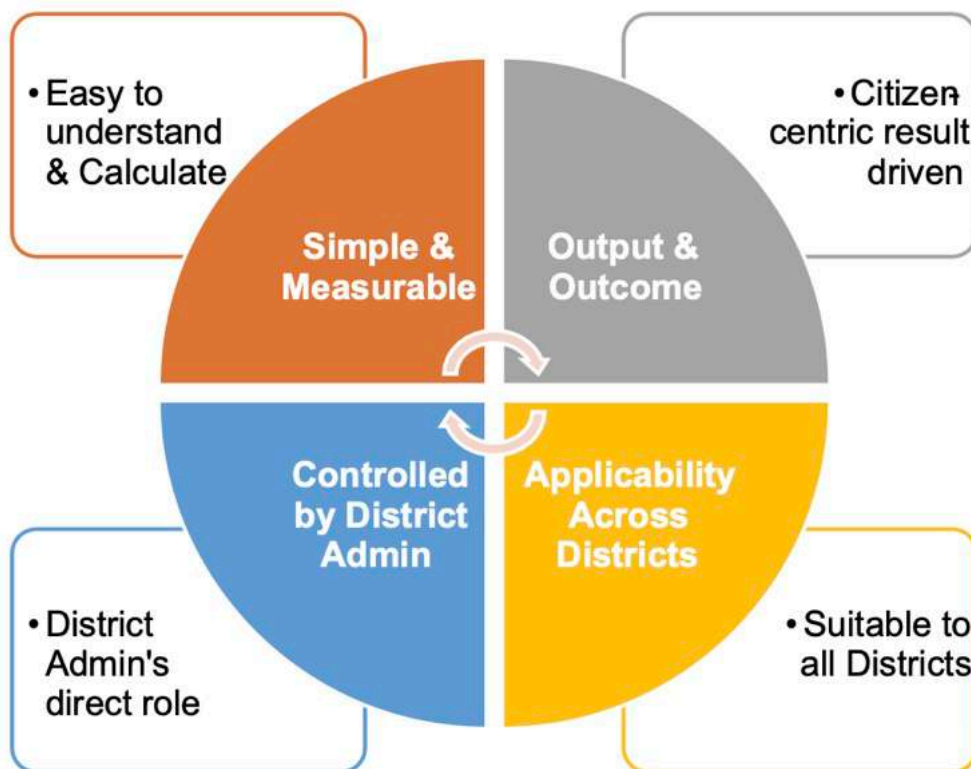 • Easy to
understand
& Calculate
• Citizen-
centric result
driven
Simple &
Measurable
Output &
Outcome
Controlled
by District
Admin
Applicability
Across
Districts
• District
Admin's
direct role
• Suitable to
all Districts